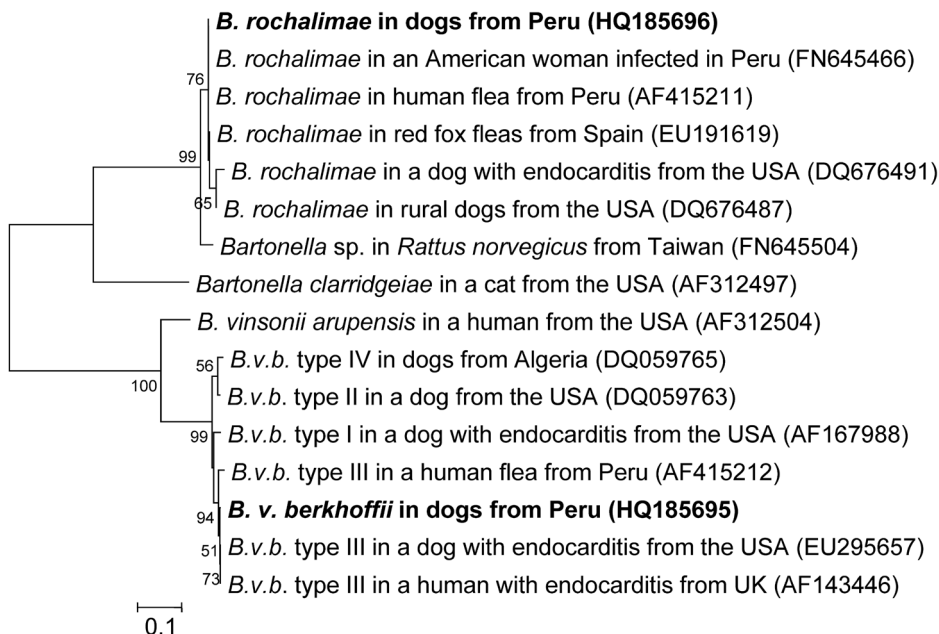 B. rochalimae in dogs from Peru (HQ185696)
76
B. rochalimae in an American woman infected in Peru (FN645466)
B. rochalimae in human flea from Peru (AF415211)
B. rochalimae in red fox fleas from Spain (EU191619)
99
B. rochalimae in a dog with endocarditis from the USA (DQ676491)
65
B. rochalimae in rural dogs from the USA (DQ676487)
Bartonella sp. in Rattus norvegicus from Taiwan (FN645504)
Bartonella clarridgeiae in a cat from the USA (AF312497)
B. vinsonii arupensis in a human from the USA (AF312504)
56
B.v.b. type IV in dogs from Algeria (DQ059765)
100
B.v.b. type II in a dog from the USA (DQ059763)
99
B.v.b. type I in a dog with endocarditis from the USA (AF167988)
B.v.b. type III in a human flea from Peru (AF415212)
94
B. v. berkhoffii in dogs from Peru (HQ185695)
51
B.v.b. type III in a dog with endocarditis from the USA (EU295657)
73
B.v.b. type III in a human with endocarditis from UK (AF143446)
0.1